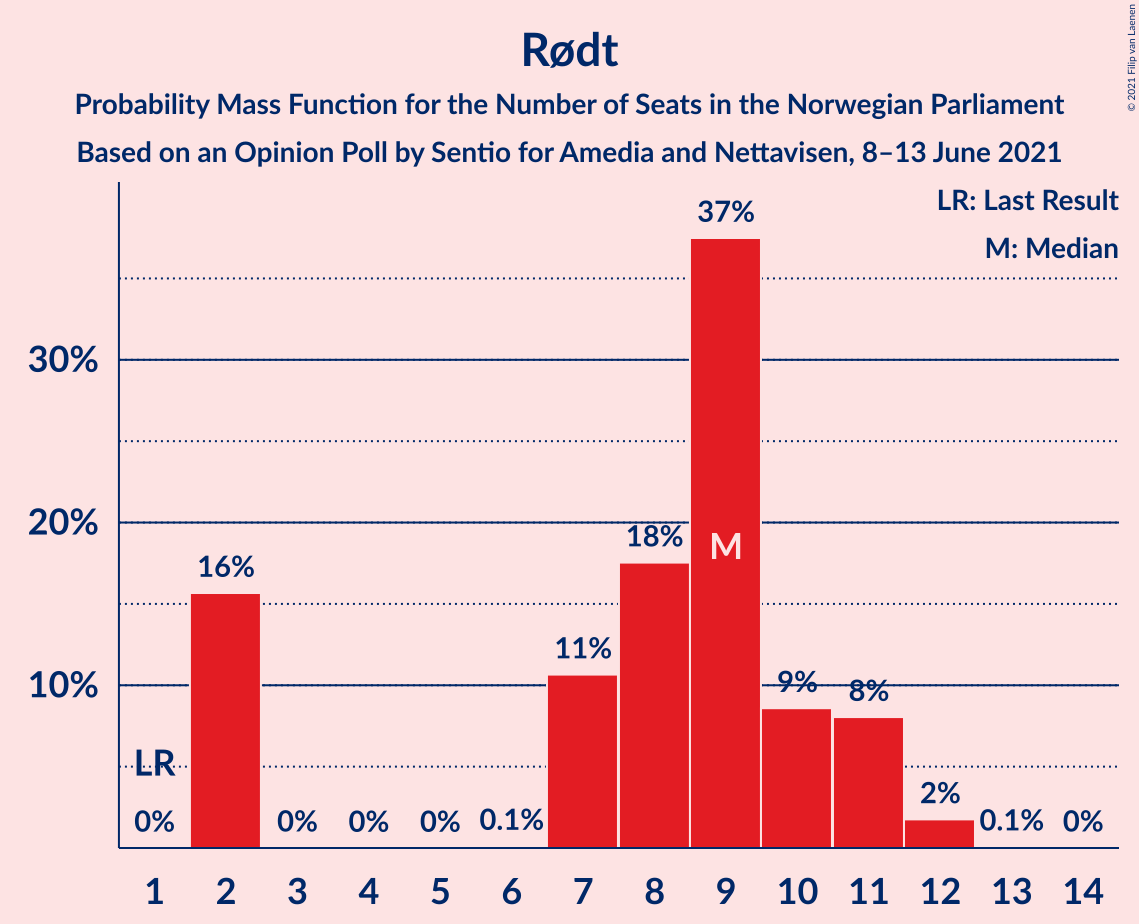 Rødt
Probability Mass Function for the Number of Seats in the Norwegian Parliament
Based on an Opinion Poll by Sentio for Amedia and Nettavisen, 8–13 June 2021
© 2021 Filip van Laenen
LR: Last Result
M: Median
30%
20%
10%
LR
0%
16%
0%
0%
0%
0.1%
11%
18%
37%
M
9%
8%
2%
0.1%
0%
1 2 3 4 5 6 7 8 9 10 11 12 13 14